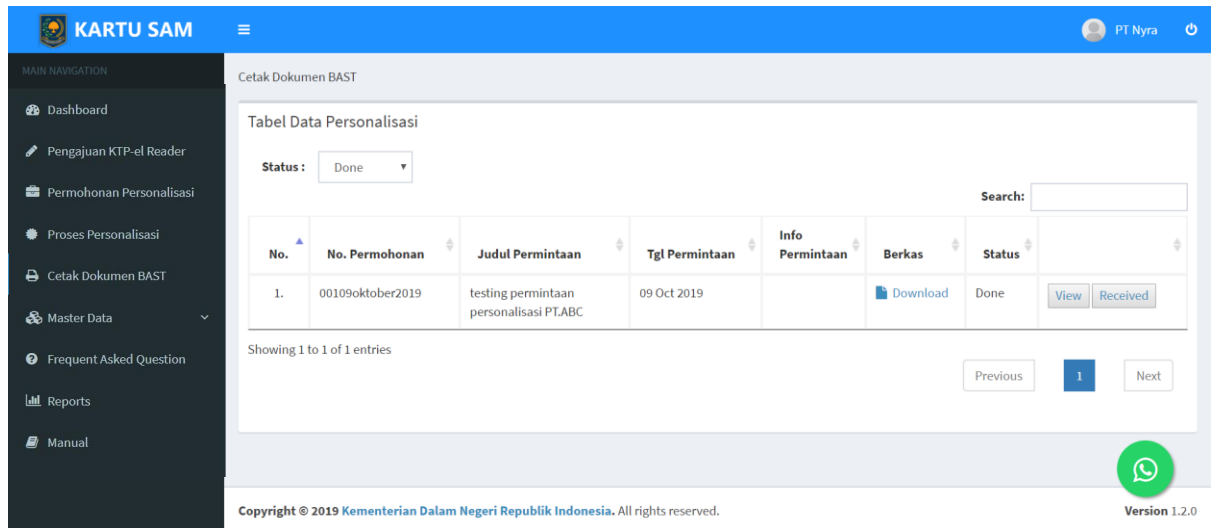 KARTU SAM
PT Nyra
MAIN NAVIGATION
Dashboard
Pengajuan KTP-el Reader
Permohonan Personalisasi
Proses Personalisasi
Cetak Dokumen BAST
Master Data
Frequent Asked Question
Reports
Manual
Cetak Dokumen BAST
Tabel Data Personalisasi
Status : Done
Search:
No. No. Permohonan Judul Permintaan Tgl Permintaan Info Permintaan Berkas Status
1. 00109oktober2019 testing permintaan personalisasi PT.ABC 09 Oct 2019 Download Done View Received
Showing 1 to 1 of 1 entries
Previous 1 Next
Copyright © 2019 Kementerian Dalam Negeri Republik Indonesia. All rights reserved. Version 1.2.0